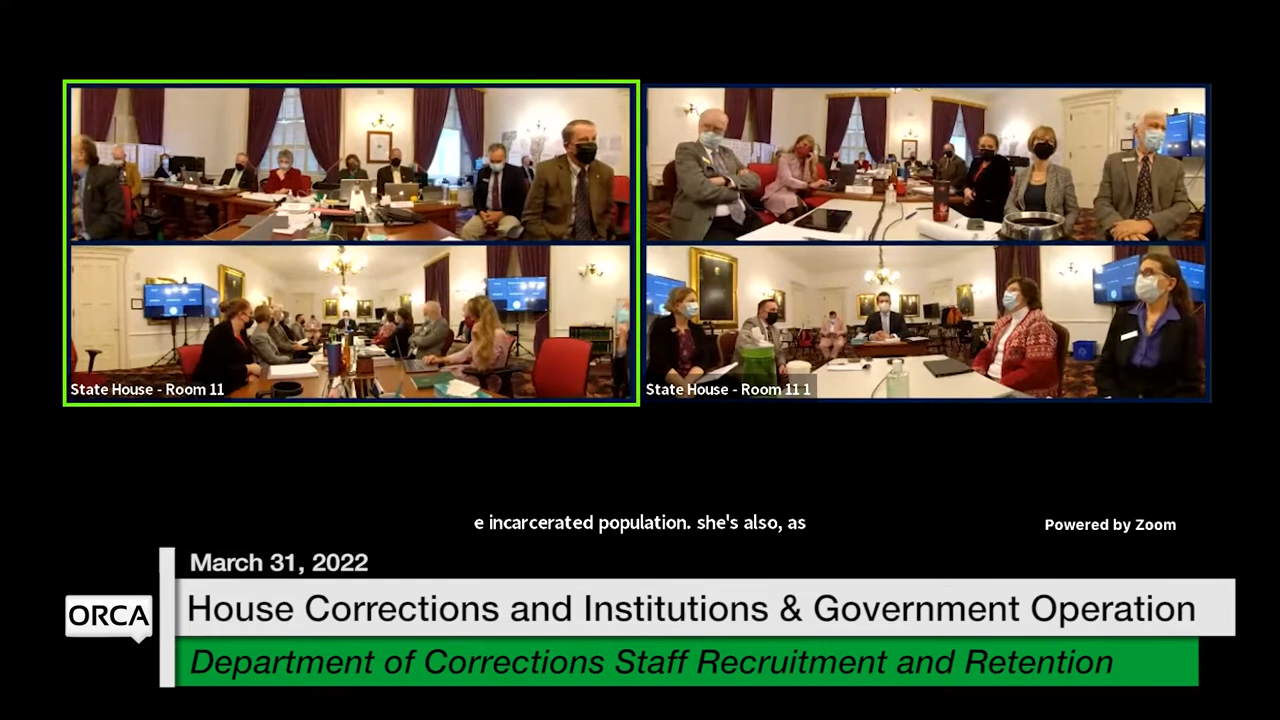 State House - Room 11
State House - Room 11 1
e incarcerated population. she's also, as
Powered by Zoom
March 31, 2022
ORCA
House Corrections and Institutions & Government Operation
Department of Corrections Staff Recruitment and Retention